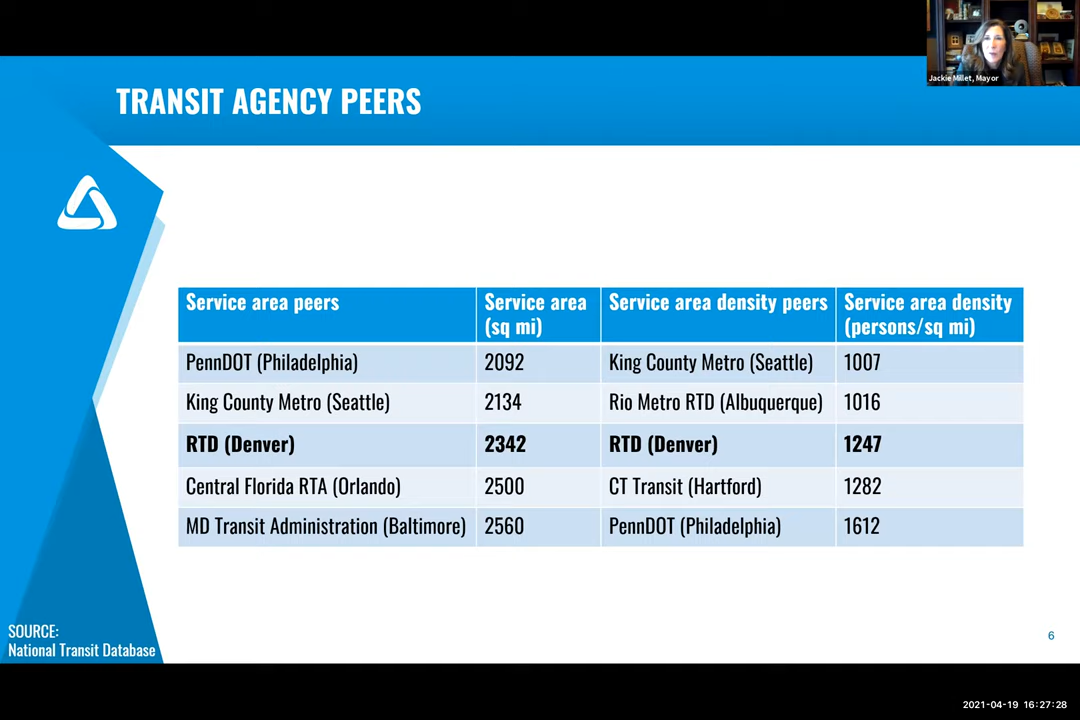 Jackie Millet, Mayor
TRANSIT AGENCY PEERS
Service area peers
Service area
(sq mi)
Service area density peers
Service area density
(persons/sq mi)
PennDOT (Philadelphia) 2092 King County Metro (Seattle) 1007
King County Metro (Seattle) 2134 Rio Metro RTD (Albuquerque) 1016
RTD (Denver) 2342 RTD (Denver) 1247
Central Florida RTA (Orlando) 2500 CT Transit (Hartford) 1282
MD Transit Administration (Baltimore) 2560 PennDOT (Philadelphia) 1612
SOURCE:
National Transit Database
6
2021-04-19 16:27:28